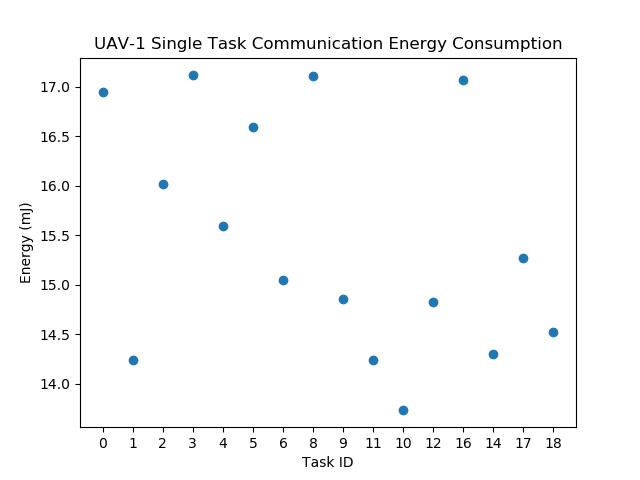 UAV-1 Single Task Communication Energy Consumption
17.0
16.5
16.0
15.5
15.0
14.5
14.0
Energy (mJ)
0 1 2 3 4 5 6 8 9 11 10 12 16 14 17 18
Task ID